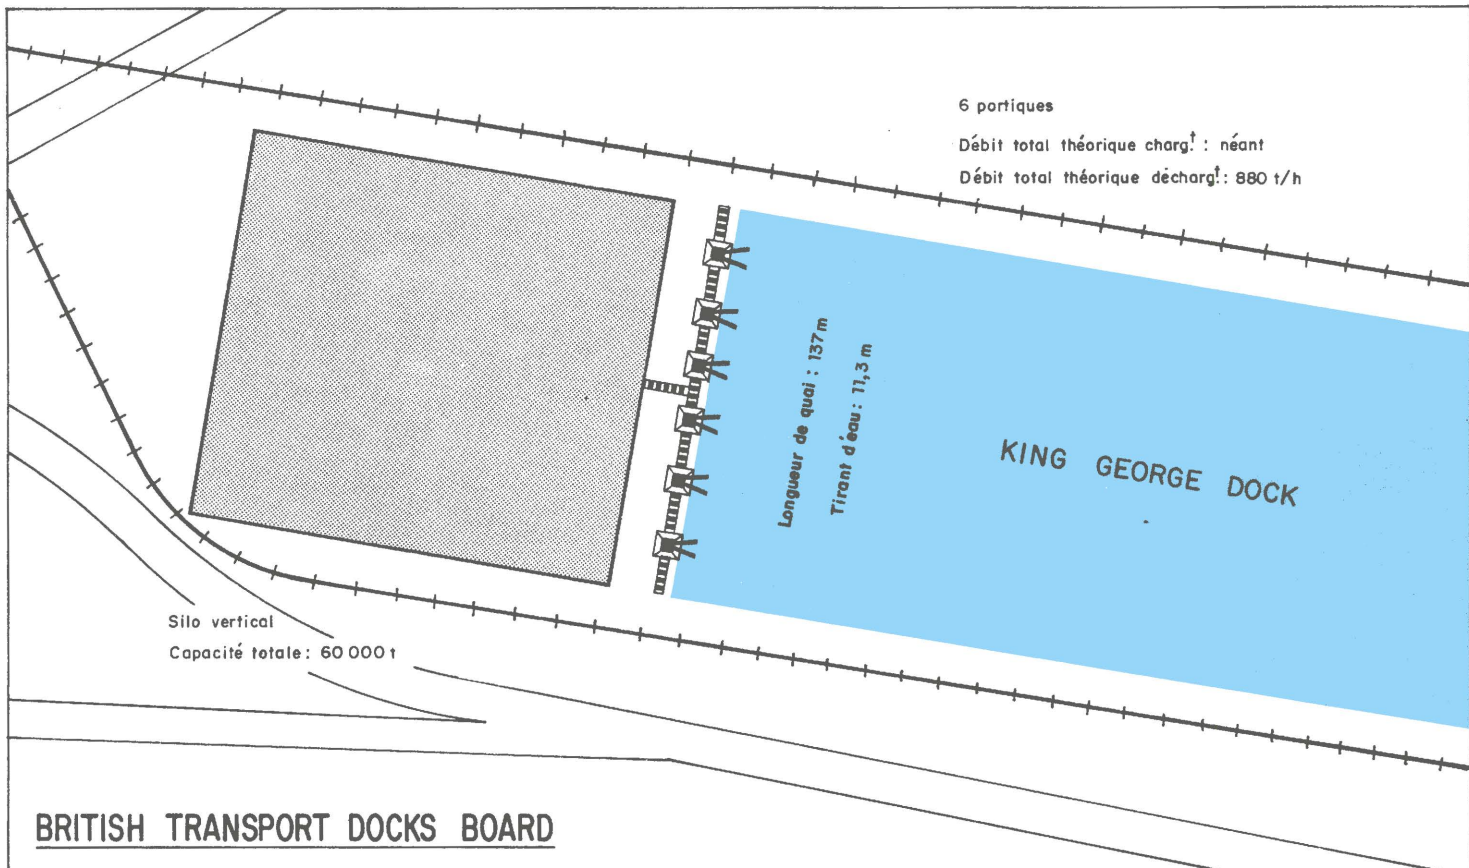 6 portiques
Débit total théorique charg.t : néant
Débit total théorique décharg.t : 880 t/h
Longueur de quai : 137 m
Tirant d'eau : 11,3 m
KING GEORGE DOCK
Silo vertical
Capacité totale : 60 000 t
BRITISH TRANSPORT DOCKS BOARD